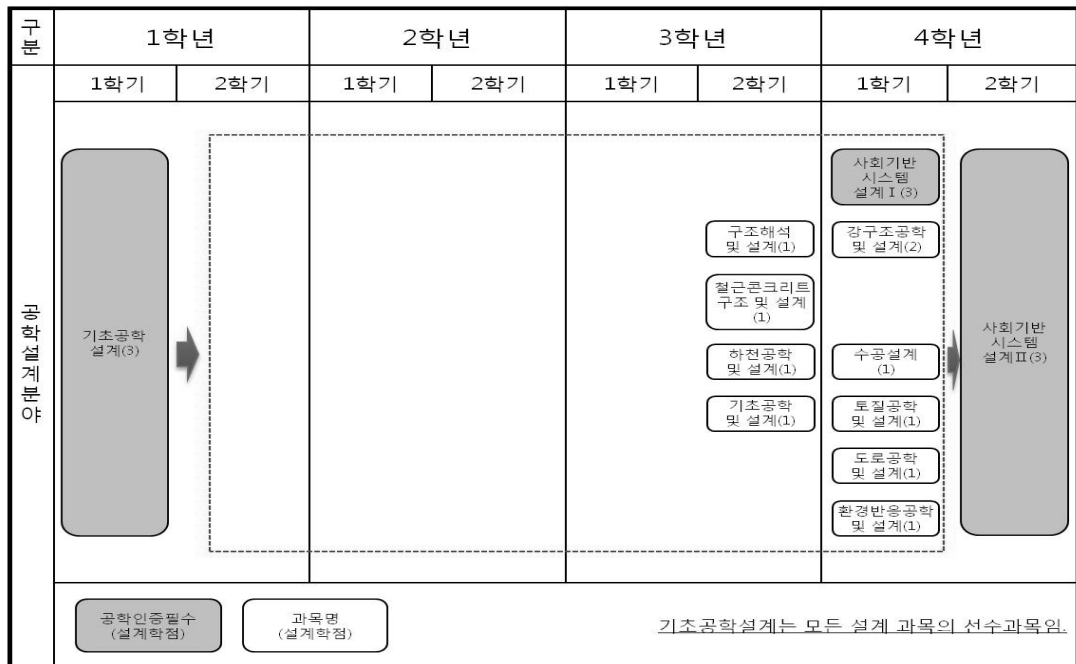 구분
1학년
2학년
3학년
4학년
1학기
2학기
1학기
2학기
1학기
2학기
1학기
2학기
공학설계분야
기초공학
설계(3)
구조해석
및 설계(1)
철근콘크리트
구조 및 설계
(1)
하천공학
및 설계(1)
기초공학
및 설계(1)
사회기반
시스템
설계Ⅰ(3)
강구조공학
및 설계(2)
수공설계
(1)
토질공학
및 설계(1)
도로공학
및 설계(1)
환경반응공학
및 설계(1)
사회기반
시스템
설계Ⅱ(3)
공학인증필수
(설계학점)
과목명
(설계학점)
기초공학설계는 모든 설계 과목의 선수과목임.